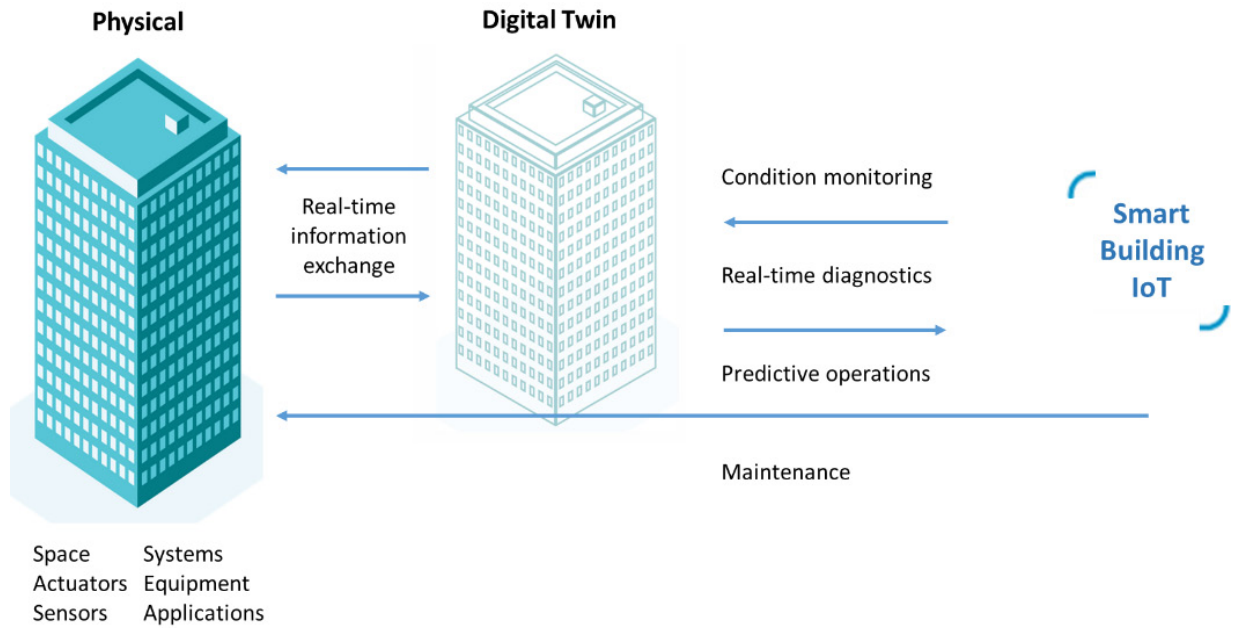 Physical
Digital Twin
Real-time
information
exchange
Condition monitoring
Real-time diagnostics
Predictive operations
Maintenance
Smart
Building
IoT
Space Systems
Actuators Equipment
Sensors Applications